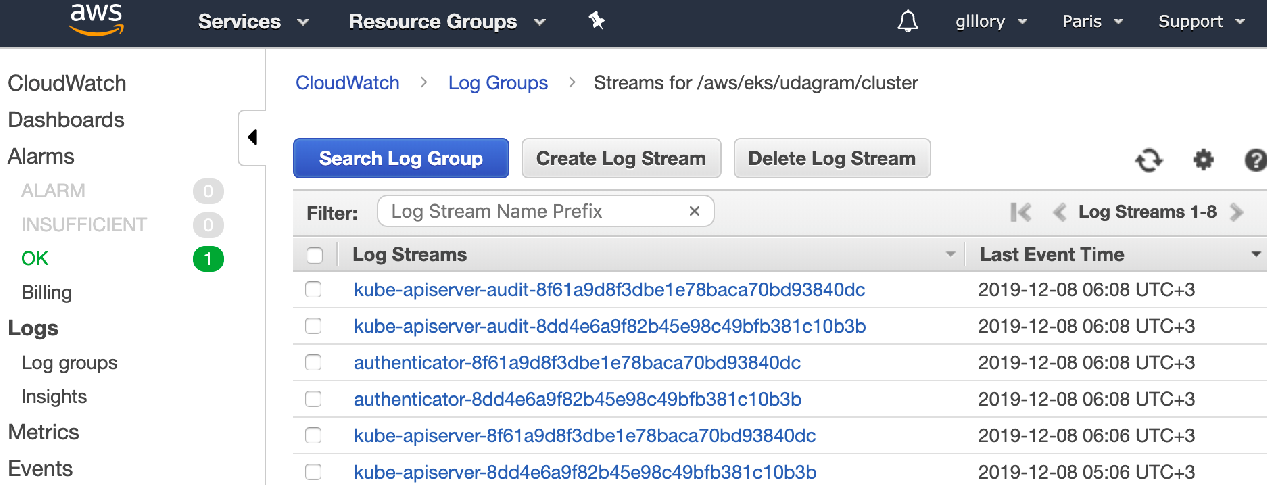 aws Services Resource Groups glllory Paris Support
CloudWatch
Dashboards
Alarms
ALARM 0
INSUFFICIENT 0
OK 1
Billing
Logs
Log groups
Insights
Metrics
Events
CloudWatch > Log Groups > Streams for /aws/eks/udagram/cluster
Search Log Group Create Log Stream Delete Log Stream ?
Filter: Log Stream Name Prefix × Log Streams 1-8
Log Streams Last Event Time
kube-apiserver-audit-8f61a9d8f3dbe1e78baca70bd93840dc 2019-12-08 06:08 UTC+3
kube-apiserver-audit-8dd4e6a9f82b45e98c49bfb381c10b3b 2019-12-08 06:08 UTC+3
authenticator-8f61a9d8f3dbe1e78baca70bd93840dc 2019-12-08 06:08 UTC+3
authenticator-8dd4e6a9f82b45e98c49bfb381c10b3b 2019-12-08 06:08 UTC+3
kube-apiserver-8f61a9d8f3dbe1e78baca70bd93840dc 2019-12-08 06:06 UTC+3
kube-apiserver-8dd4e6a9f82b45e98c49bfb381c10b3b 2019-12-08 05:06 UTC+3